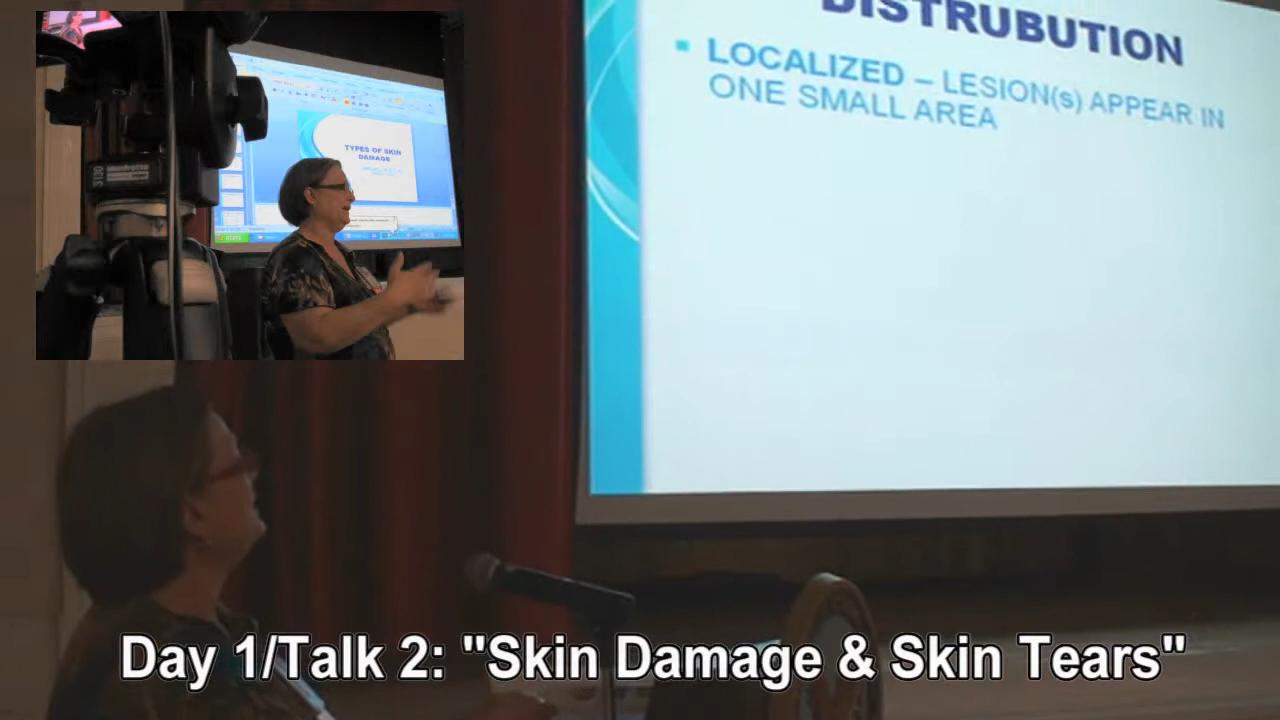 DISTRUBUTION
LOCALIZED – LESION(s) APPEAR IN
ONE SMALL AREA
TYPES OF SKIN
DAMAGE
3130
Day 1/Talk 2: "Skin Damage & Skin Tears"